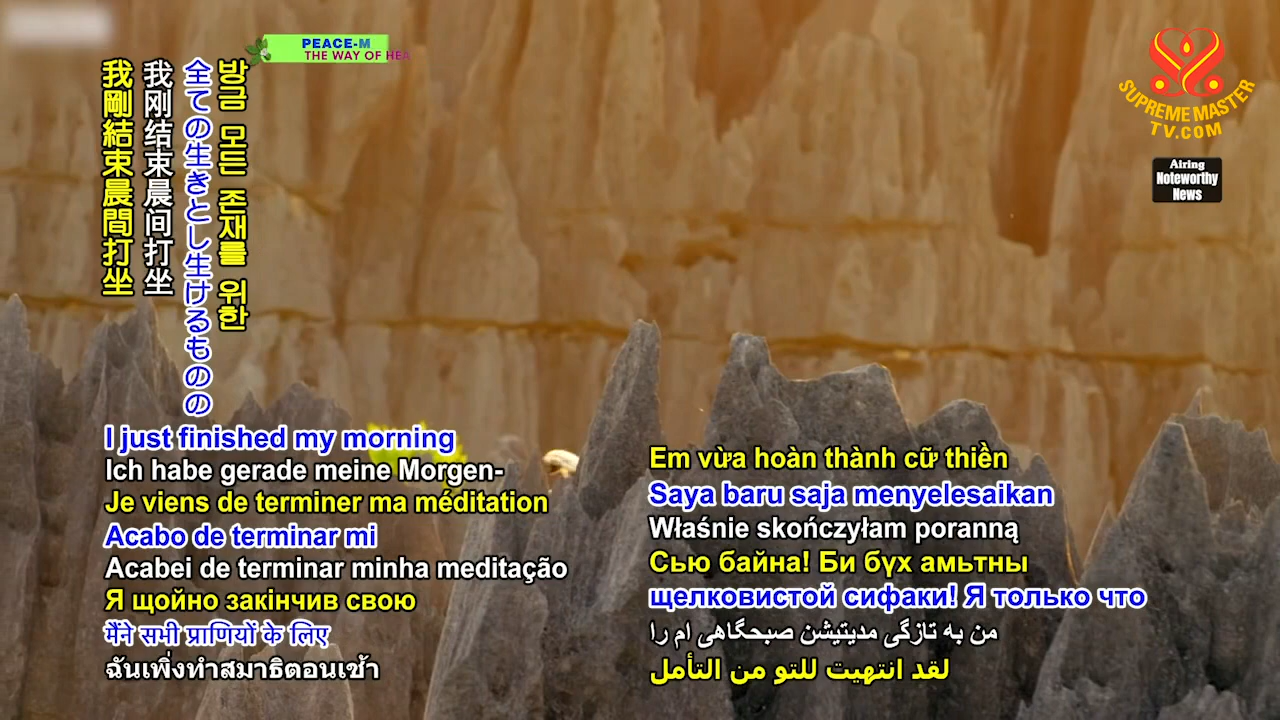 PEACE-M
THE WAY OF HEA
SUPREME MASTER
TV.COM
Airing
Noteworthy
News
我剛結束晨間打坐
我刚结束晨间打坐
全ての生きとし生けるものの
방금 모든 존재를 위한
I just finished my morning
Ich habe gerade meine Morgen-
Je viens de terminer ma méditation
Acabo de terminar mi
Acabei de terminar minha meditação
Я щойно закінчив свою
मैंने सभी प्राणियों के लिए
ฉันเพิ่งทำสมาธิตอนเช้า
Em vừa hoàn thành cữ thiền
Saya baru saja menyelesaikan
Właśnie skończyłam poranną
Сью байна! Би бүх амьтны
щелковистой сифаки! Я только что
من به تازگی مدیتیشن صبحگاهی ام را
لقد انتهيت للتو من التأمل